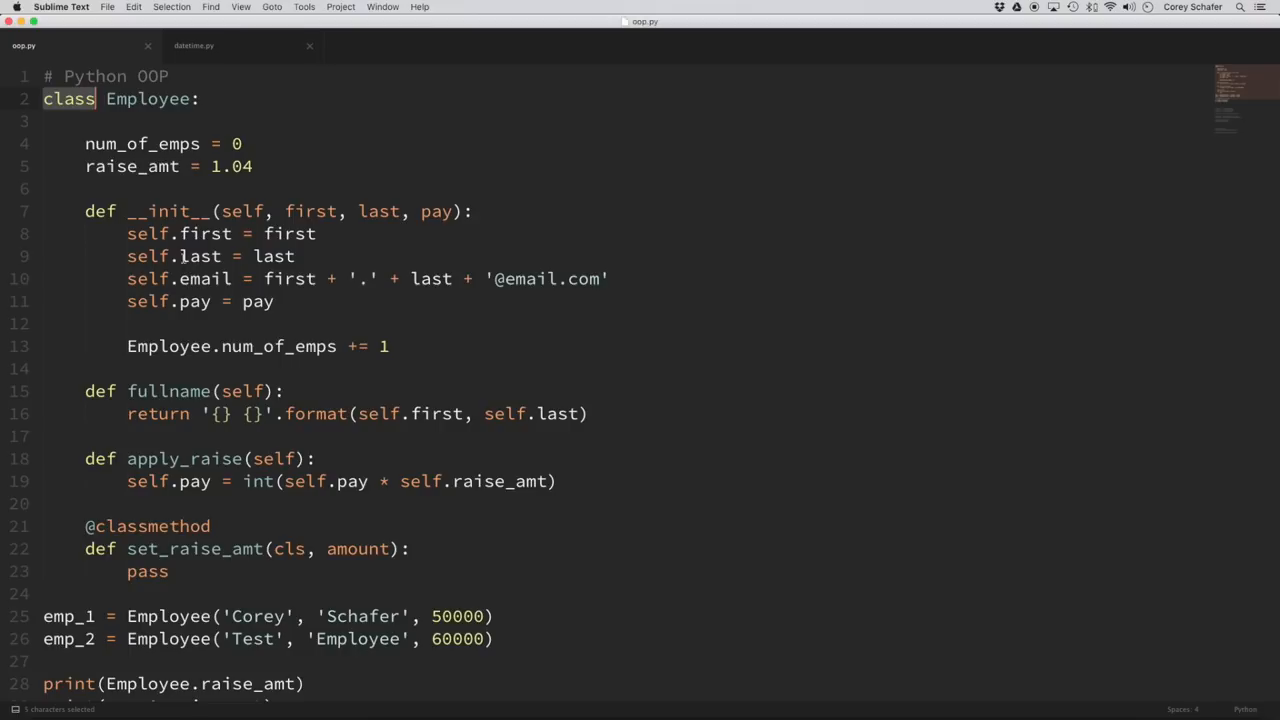 Sublime Text File Edit Selection Find View Goto Tools Project Window Help Corey Schafer
oop.py
oop.py datetime.py
1 # Python OOP
2 class Employee:
3
4 num_of_emps = 0
5 raise_amt = 1.04
6
7 def __init__(self, first, last, pay):
8 self.first = first
9 self.last = last
10 self.email = first + '.' + last + '@email.com'
11 self.pay = pay
12
13 Employee.num_of_emps += 1
14
15 def fullname(self):
16 return '{} {}'.format(self.first, self.last)
17
18 def apply_raise(self):
19 self.pay = int(self.pay * self.raise_amt)
20
21 @classmethod
22 def set_raise_amt(cls, amount):
23 pass
24
25 emp_1 = Employee('Corey', 'Schafer', 50000)
26 emp_2 = Employee('Test', 'Employee', 60000)
27
28 print(Employee.raise_amt)
5 characters selected Spaces: 4 Python